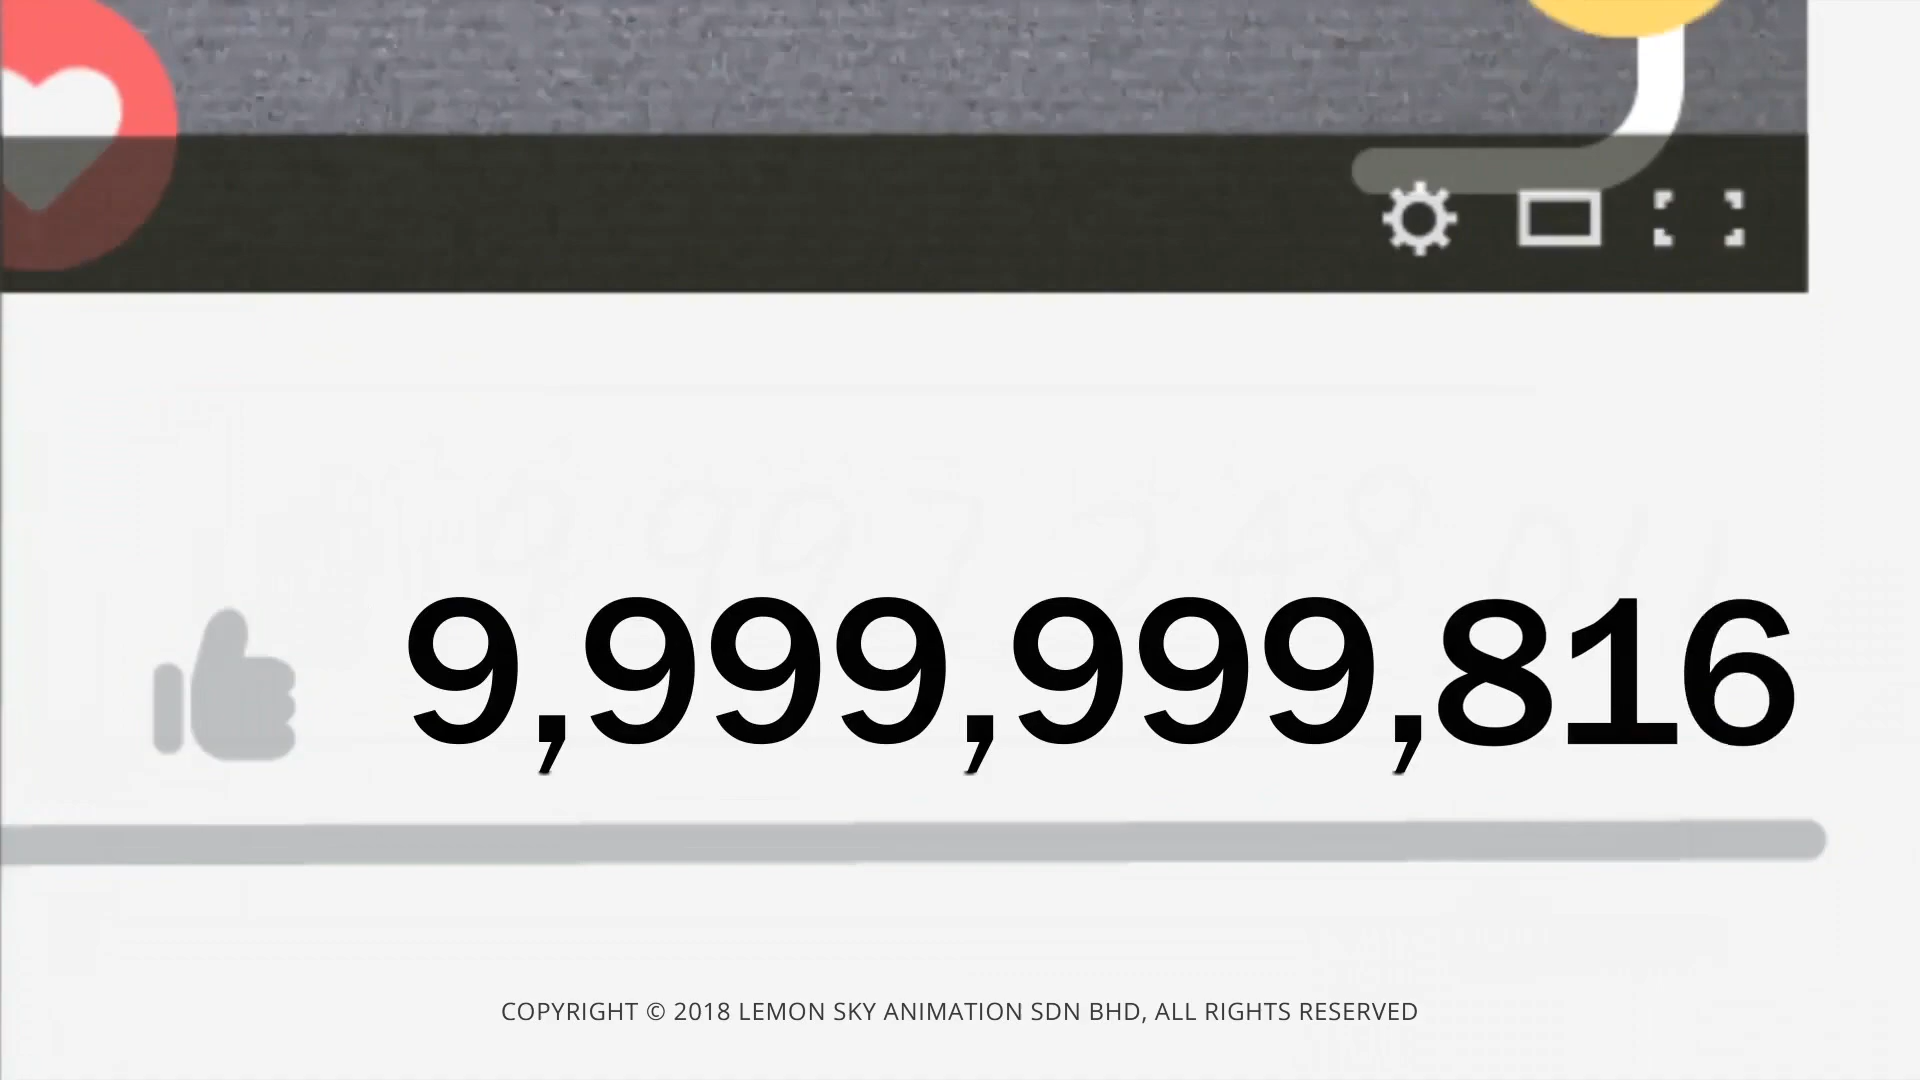 9,999,999,816
COPYRIGHT © 2018 LEMON SKY ANIMATION SDN BHD, ALL RIGHTS RESERVED